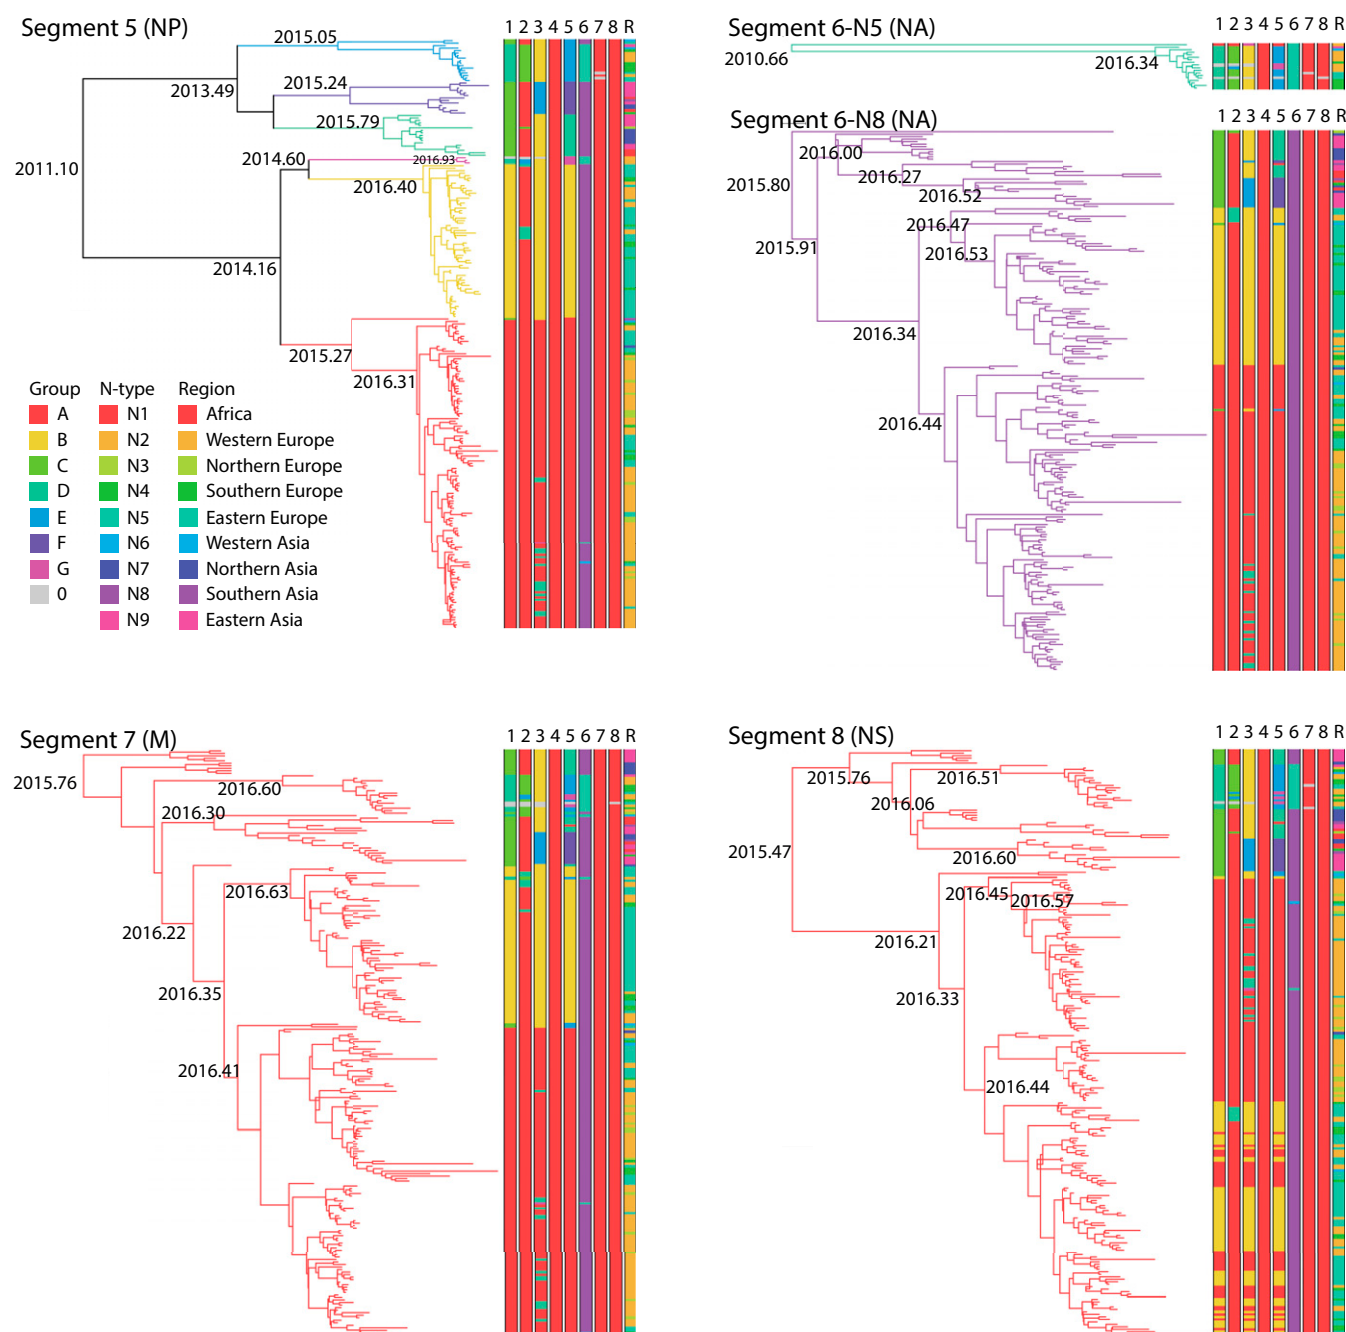 Segment 5 (NP)
1 2 3 4 5 6 7 8 R
2015.05
2013.49
2015.24
2015.79
2011.10
2014.60
2016.93
2016.40
2014.16
2015.27
2016.31
Group N-type Region
A N1 Africa
B N2 Western Europe
C N3 Northern Europe
D N4 Southern Europe
E N5 Eastern Europe
F N6 Western Asia
G N7 Northern Asia
0 N8 Southern Asia
N9 Eastern Asia
Segment 6-N5 (NA)
1 2 3 4 5 6 7 8 R
2010.66
2016.34
Segment 6-N8 (NA)
1 2 3 4 5 6 7 8 R
2016.00
2016.27
2015.80
2016.52
2016.47
2015.91
2016.53
2016.34
2016.44
Segment 7 (M)
1 2 3 4 5 6 7 8 R
2015.76
2016.60
2016.30
2016.63
2016.22
2016.35
2016.41
Segment 8 (NS)
1 2 3 4 5 6 7 8 R
2015.76
2016.51
2016.06
2015.47
2016.60
2016.45
2016.57
2016.21
2016.33
2016.44